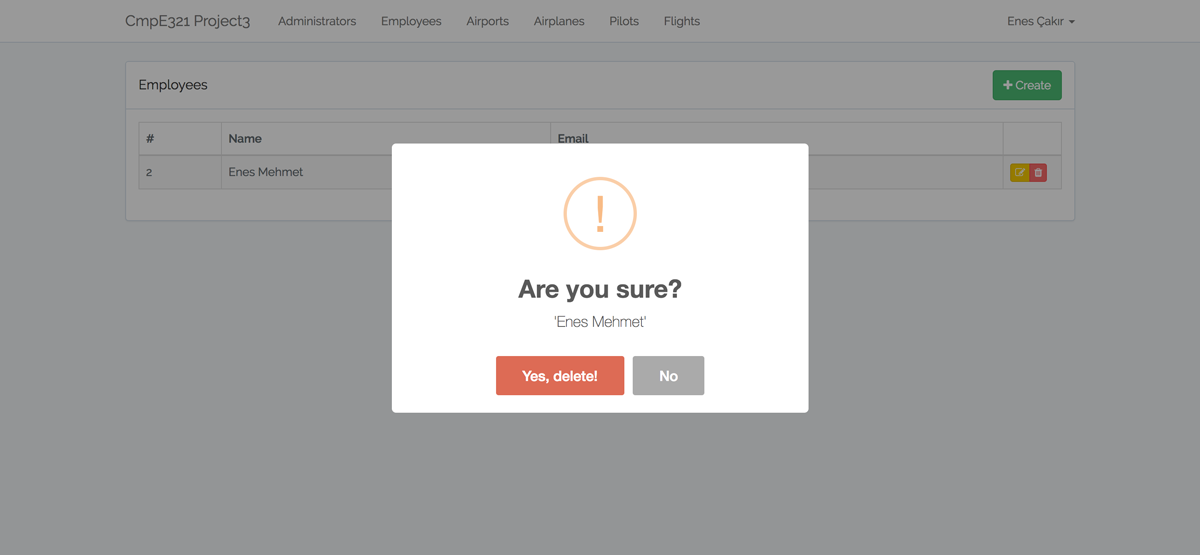 CmpE321 Project3 Administrators Employees Airports Airplanes Pilots Flights Enes Çakır
Employees
Create
# Name Email
2 Enes Mehmet
!
Are you sure?
'Enes Mehmet'
Yes, delete! No